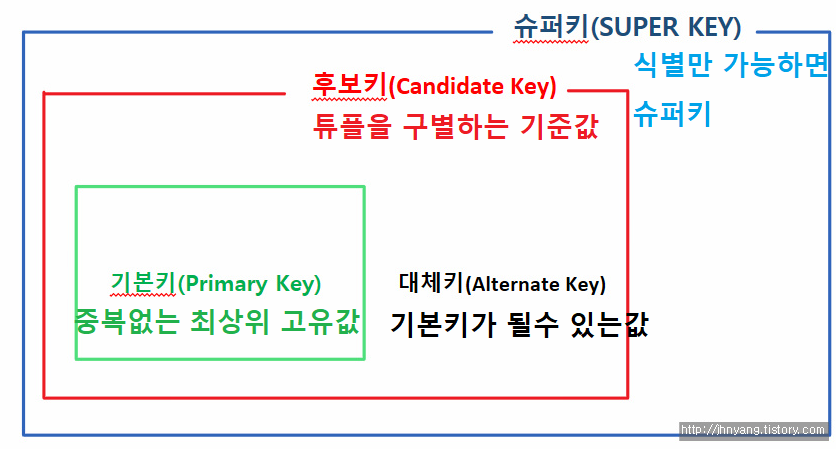 슈퍼키(SUPER KEY)
식별만 가능하면
슈퍼키
후보키(Candidate Key)
튜플을 구별하는 기준값
기본키(Primary Key)
중복없는 최상위 고유값
대체키(Alternate Key)
기본키가 될수 있는값
http://jhnyang.tistory.com